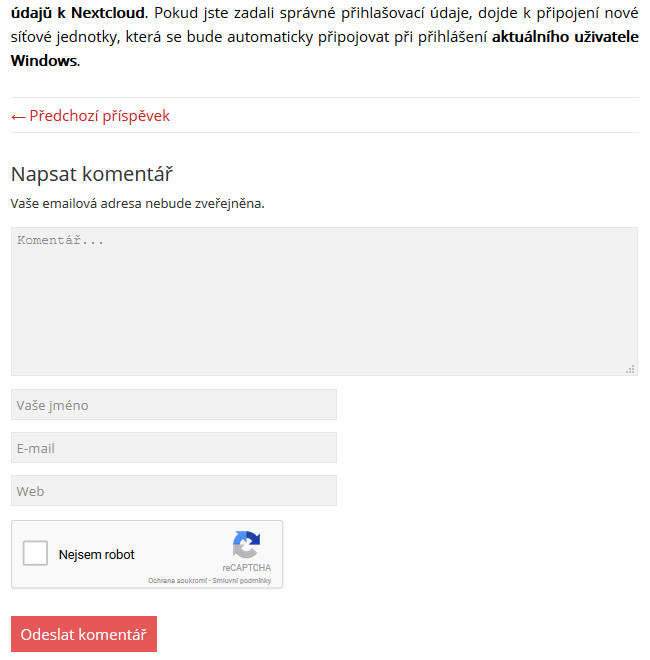 údajů k Nextcloud. Pokud jste zadali správné přihlašovací údaje, dojde k připojení nové
síťové jednotky, která se bude automaticky připojovat při přihlášení aktuálního uživatele
Windows.
← Předchozí příspěvek
Napsat komentář
Vaše emailová adresa nebude zveřejněna.
Komentář...
Vaše jméno
E-mail
Web
Nejsem robot
reCAPTCHA
Ochrana soukromí - Smluvní podmínky
Odeslat komentář